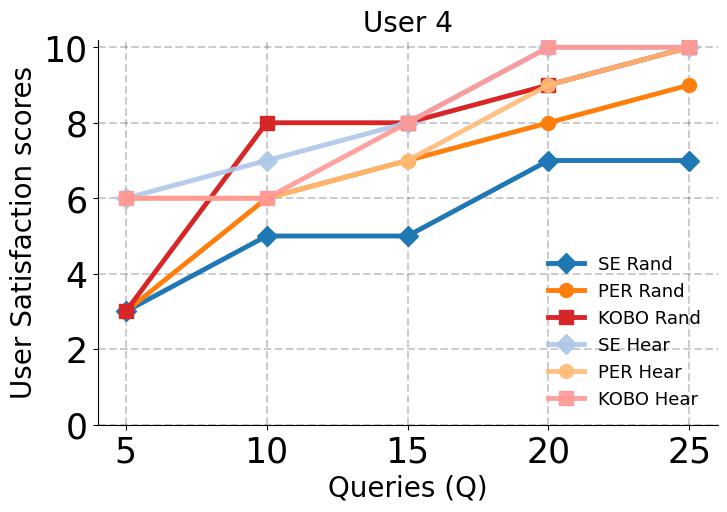 User 4
User Satisfaction scores
10
8
6
4
2
0
SE Rand
PER Rand
KOBO Rand
SE Hear
PER Hear
KOBO Hear
5 10 15 20 25
Queries (Q)